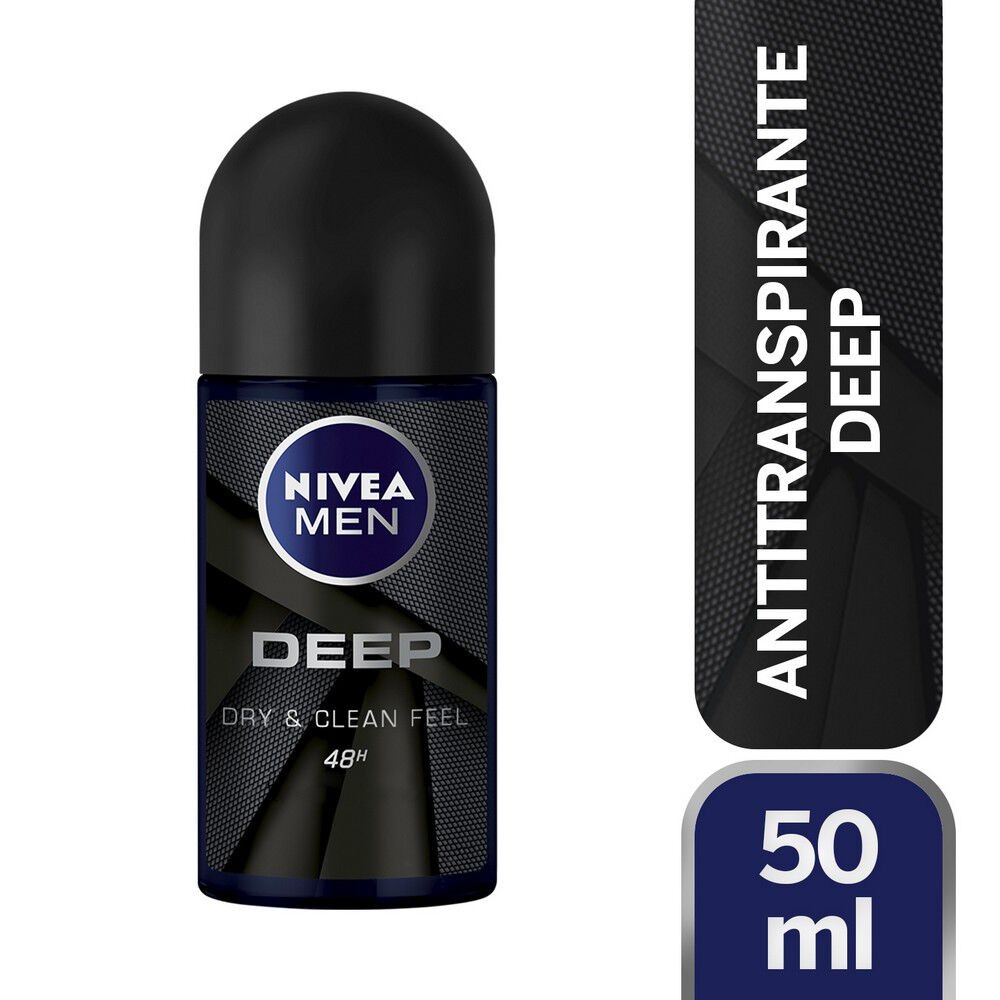 NIVEA
MEN
DEEP
DRY & CLEAN FEEL
48H
ANTITRANSPIRANTE
DEEP
50
ml